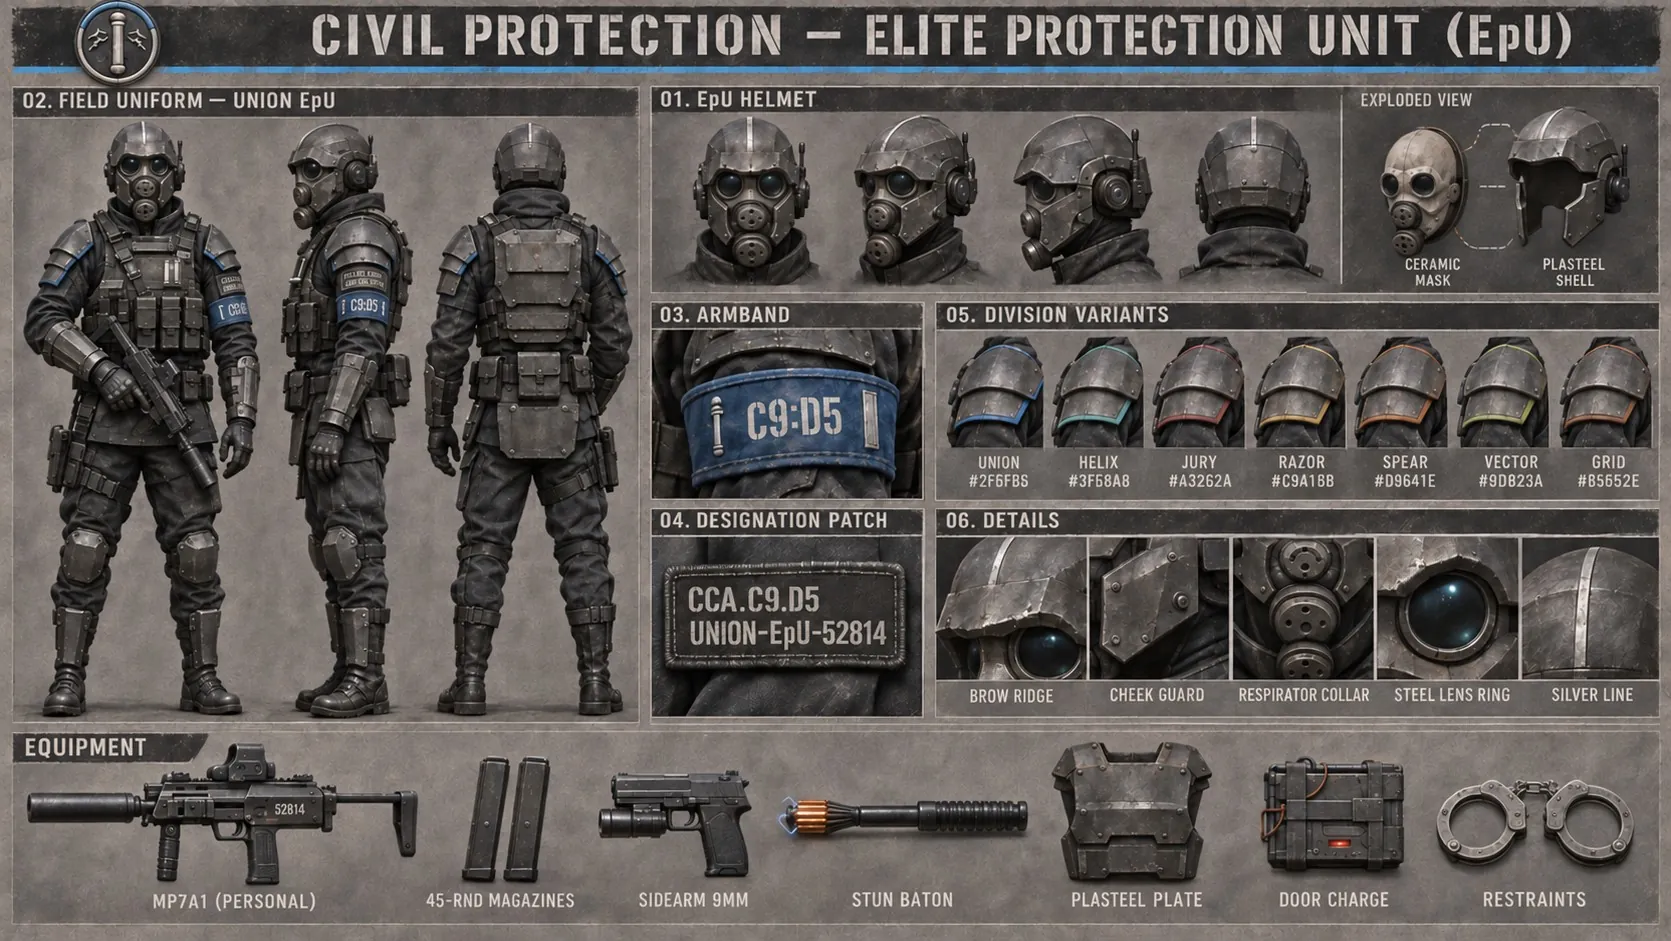 CIVIL PROTECTION — ELITE PROTECTION UNIT (EpU)
02. FIELD UNIFORM — UNION EpU
C9:D5
01. EpU HELMET
EXPLODED VIEW
CERAMIC
MASK
PLASTEEL
SHELL
03. ARMBAND
C9:D5
04. DESIGNATION PATCH
CCA.C9.D5
UNION-EpU-52814
05. DIVISION VARIANTS
UNION
#2F6FB6
HELIX
#3F68A8
JURY
#A3262A
RAZOR
#C9A16B
SPEAR
#D9641E
VECTOR
#9DB23A
GRID
#B5652E
06. DETAILS
BROW RIDGE
CHEEK GUARD
RESPIRATOR COLLAR
STEEL LENS RING
SILVER LINE
EQUIPMENT
52814
MP7A1 (PERSONAL)
45-RND MAGAZINES
SIDEARM 9MM
STUN BATON
PLASTEEL PLATE
DOOR CHARGE
RESTRAINTS